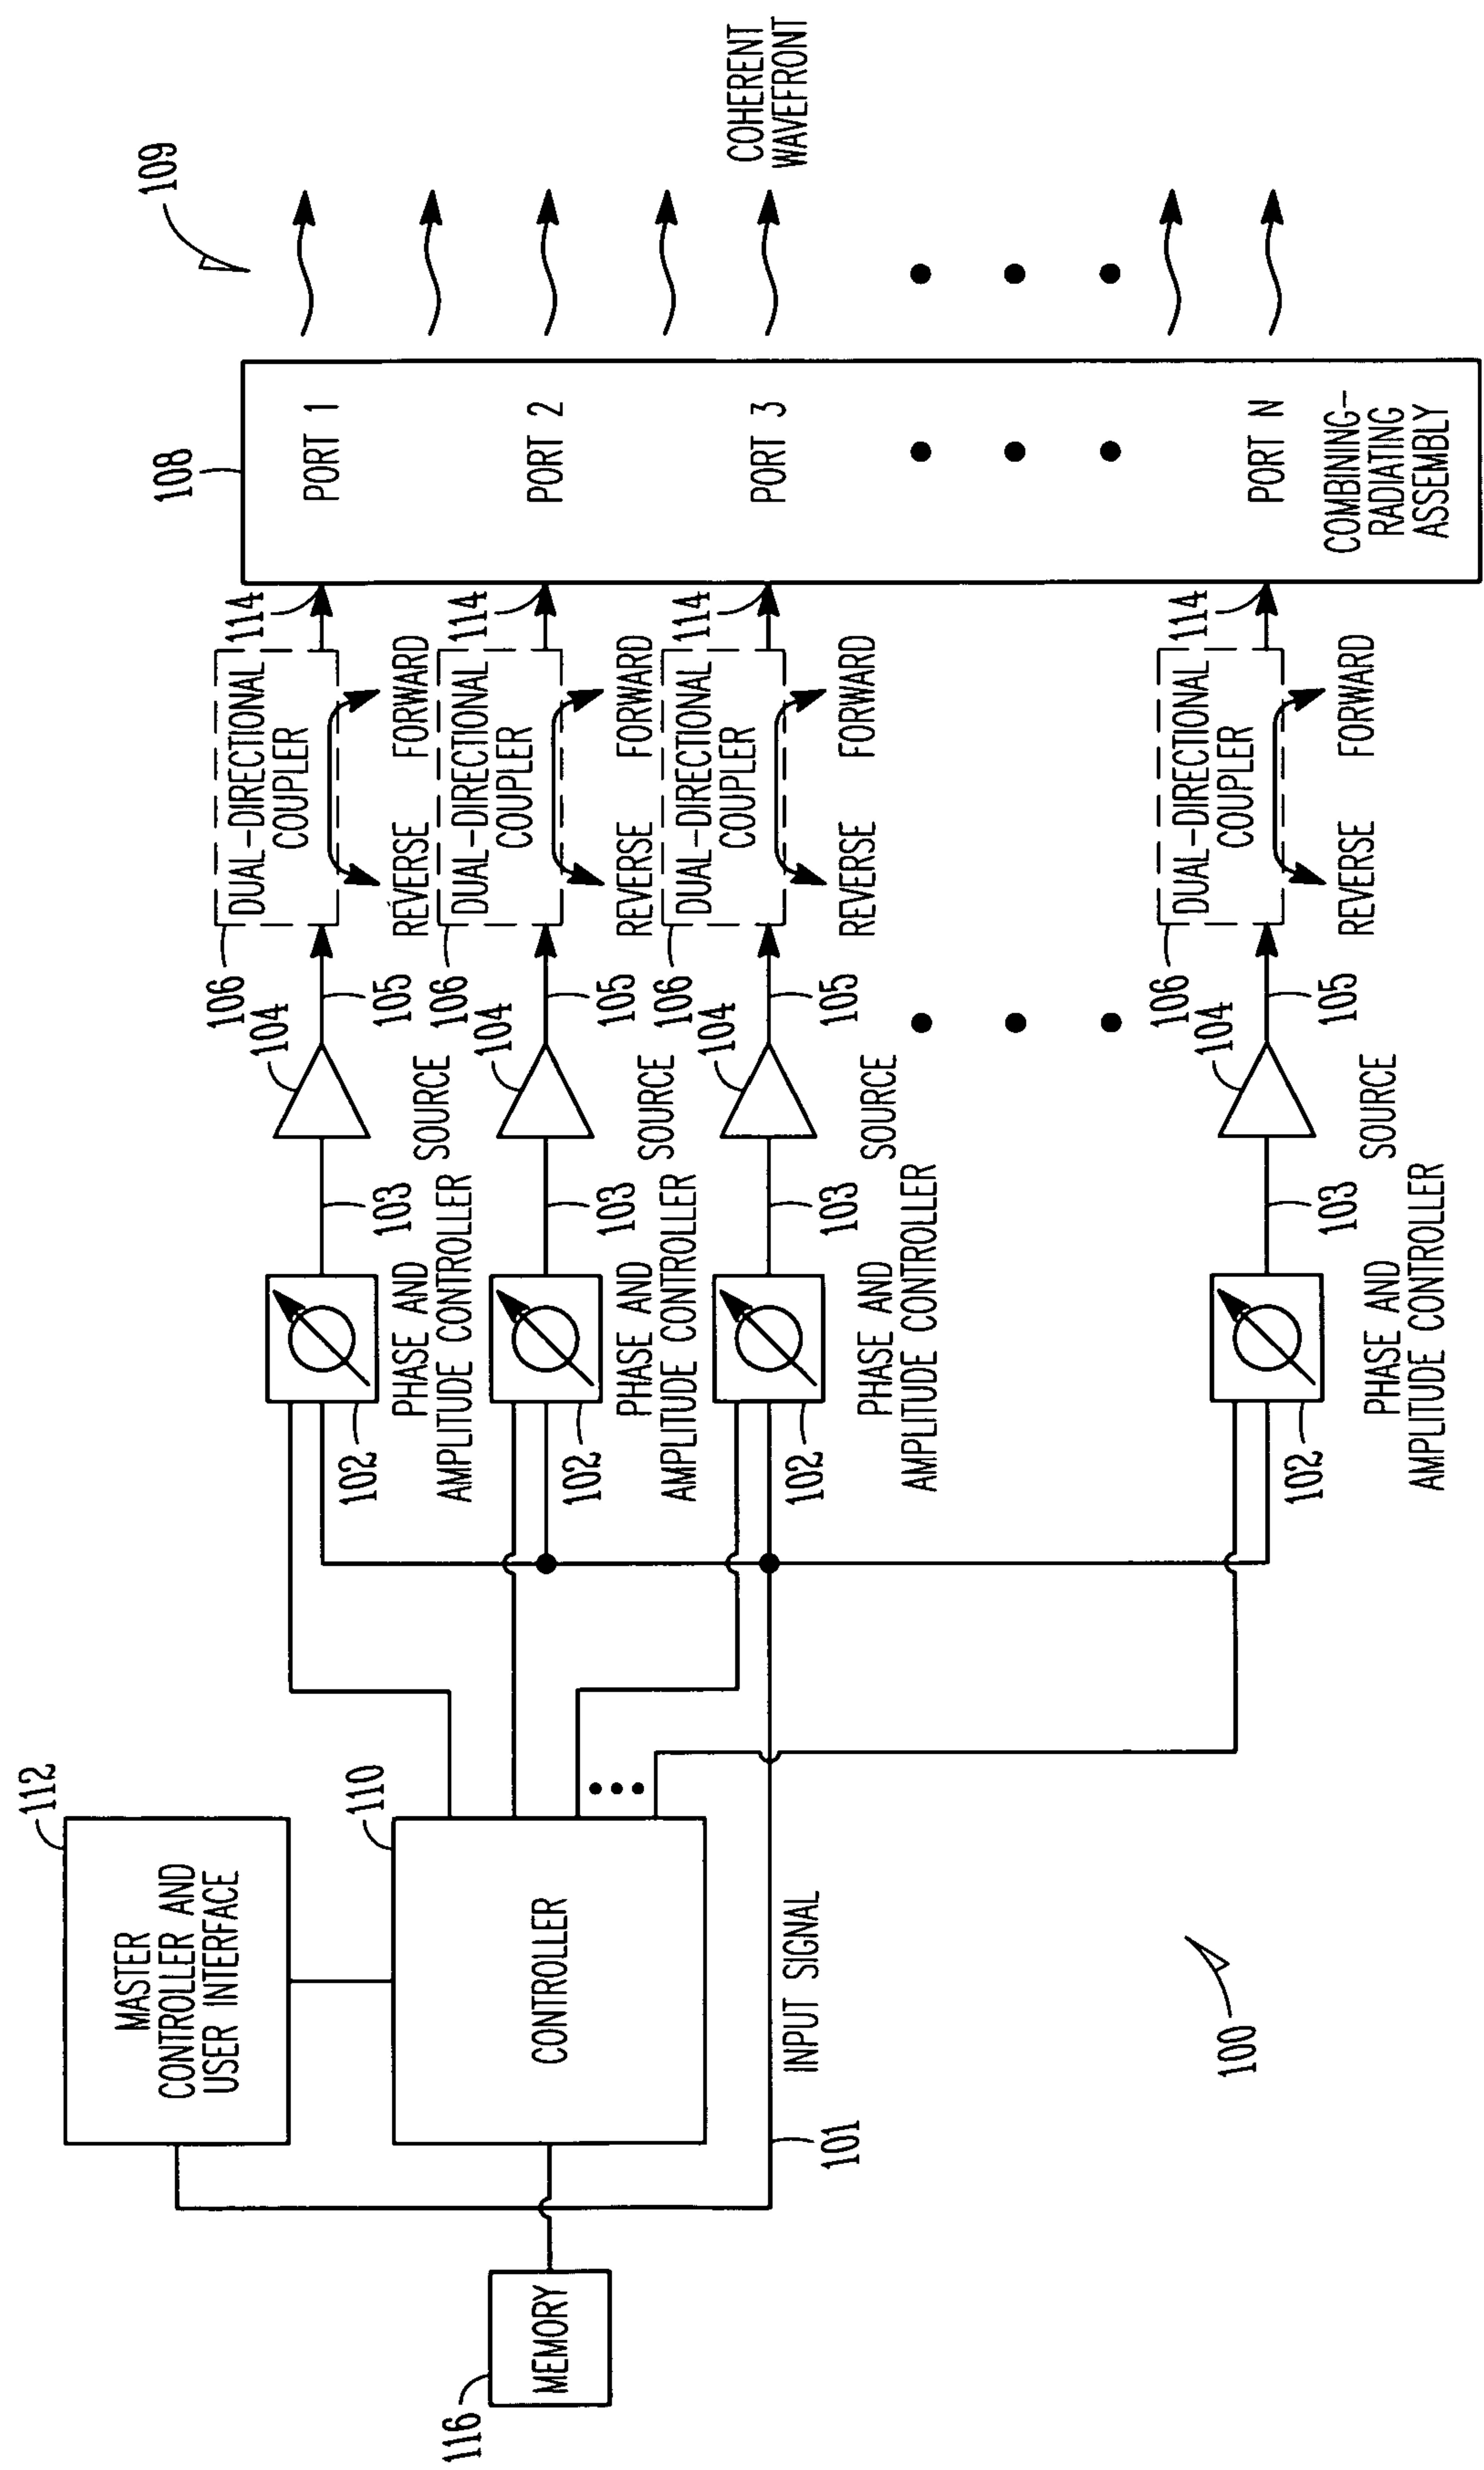 112
MASTER
CONTROLLER AND
USER INTERFACE
110
CONTROLLER
116
MEMORY
INPUT SIGNAL
101
100
102
PHASE AND
AMPLITUDE CONTROLLER
103
104
SOURCE
105
106
DUAL-DIRECTIONAL
COUPLER
REVERSE
FORWARD
114
102
PHASE AND
AMPLITUDE CONTROLLER
103
104
SOURCE
105
106
DUAL-DIRECTIONAL
COUPLER
REVERSE
FORWARD
114
102
PHASE AND
AMPLITUDE CONTROLLER
103
104
SOURCE
105
106
DUAL-DIRECTIONAL
COUPLER
REVERSE
FORWARD
114
102
PHASE AND
AMPLITUDE CONTROLLER
103
104
SOURCE
105
106
DUAL-DIRECTIONAL
COUPLER
REVERSE
FORWARD
114
108
PORT 1
PORT 2
PORT 3
PORT N
COMBINING-
RADIATING
ASSEMBLY
109
COHERENT
WAVEFRONT